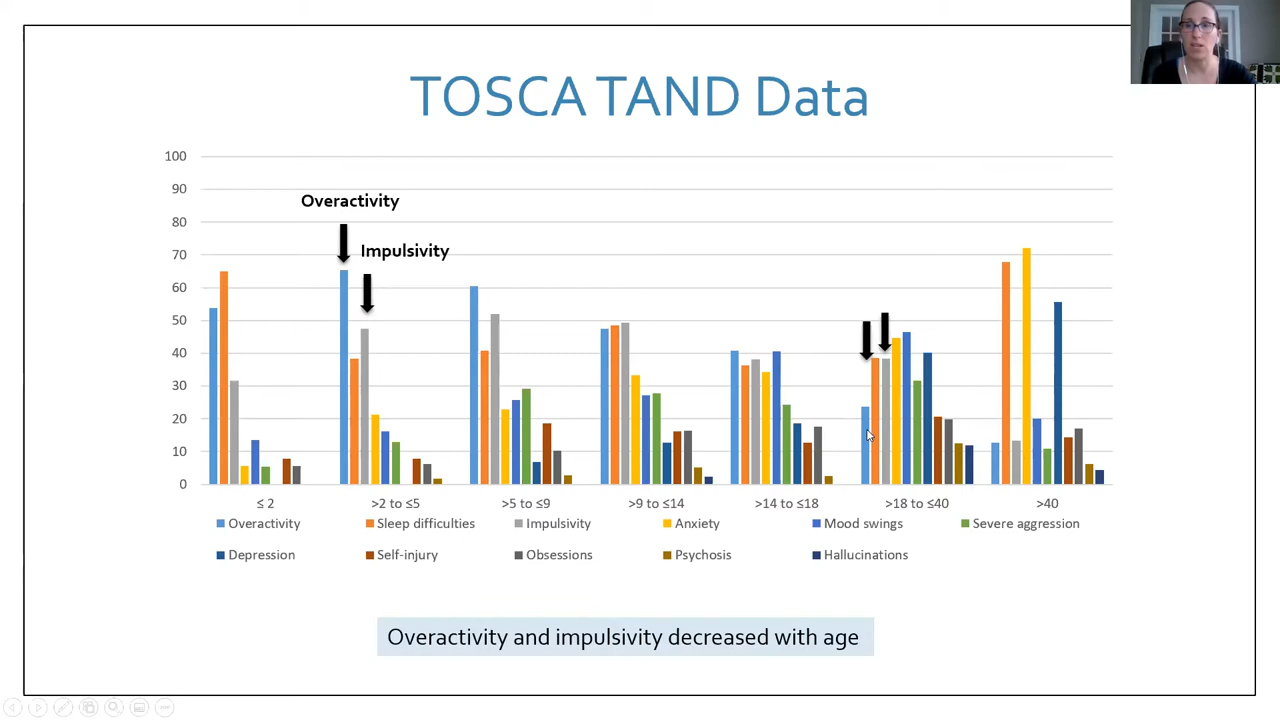 TOSCA TAND Data
100
90
80
70
60
50
40
30
20
10
0
Overactivity
Impulsivity
≤ 2 >2 to ≤5 >5 to ≤9 >9 to ≤14 >14 to ≤18 >18 to ≤40 >40
Overactivity Sleep difficulties Impulsivity Anxiety Mood swings Severe aggression
Depression Self-injury Obsessions Psychosis Hallucinations
Overactivity and impulsivity decreased with age